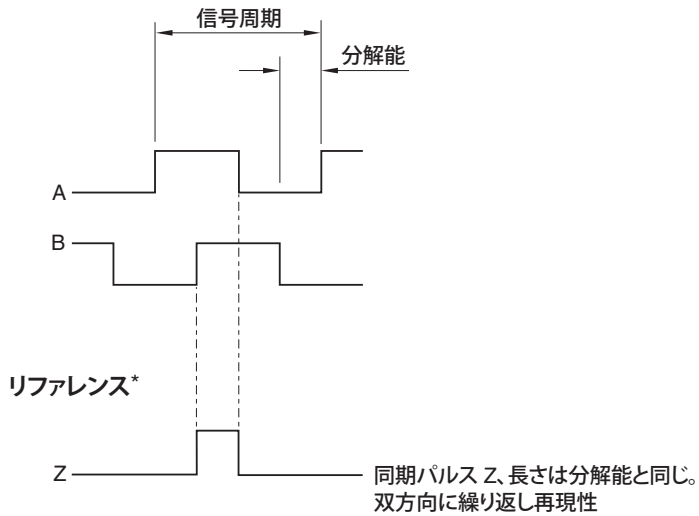 信号周期
分解能
A
B
リファレンス*
Z
同期パルス Z、長さは分解能と同じ。
双方向に繰り返し再現性